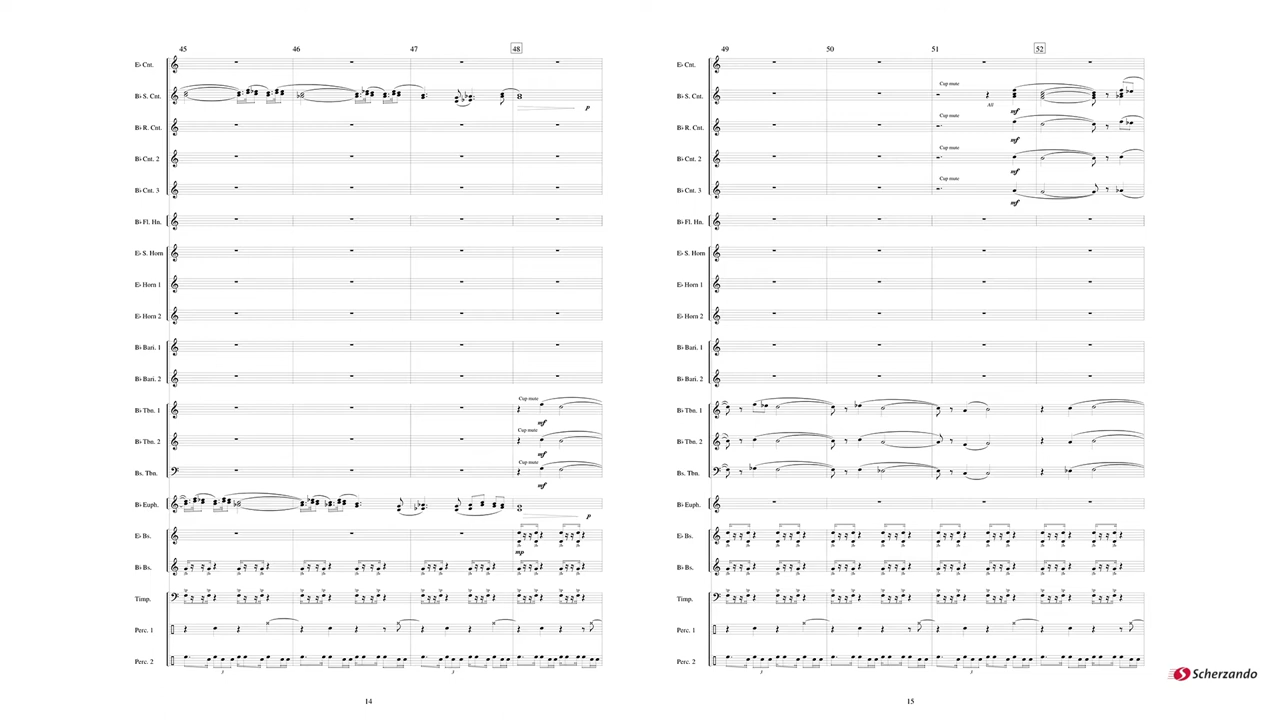 45 46 47 48
E♭ Cnt.
B♭ S. Cnt.
p
B♭ R. Cnt.
B♭ Cnt. 2
B♭ Cnt. 3
B♭ Fl. Hn.
E♭ S. Horn
E♭ Horn 1
E♭ Horn 2
B♭ Bari. 1
B♭ Bari. 2
Cup mute
B♭ Tbn. 1
mf
Cup mute
B♭ Tbn. 2
mf
Cup mute
Bs. Tbn.
mf
B♭ Euph.
p
E♭ Bs.
mp
B♭ Bs.
Timp.
Perc. 1
Perc. 2
3 3
14
49 50 51 52
E♭ Cnt.
Cup mute
B♭ S. Cnt.
All
mf
Cup mute
B♭ R. Cnt.
mf
Cup mute
B♭ Cnt. 2
mf
Cup mute
B♭ Cnt. 3
mf
B♭ Fl. Hn.
E♭ S. Horn
E♭ Horn 1
E♭ Horn 2
B♭ Bari. 1
B♭ Bari. 2
B♭ Tbn. 1
B♭ Tbn. 2
Bs. Tbn.
B♭ Euph.
E♭ Bs.
B♭ Bs.
Timp.
Perc. 1
Perc. 2
3 3
15
Scherzando